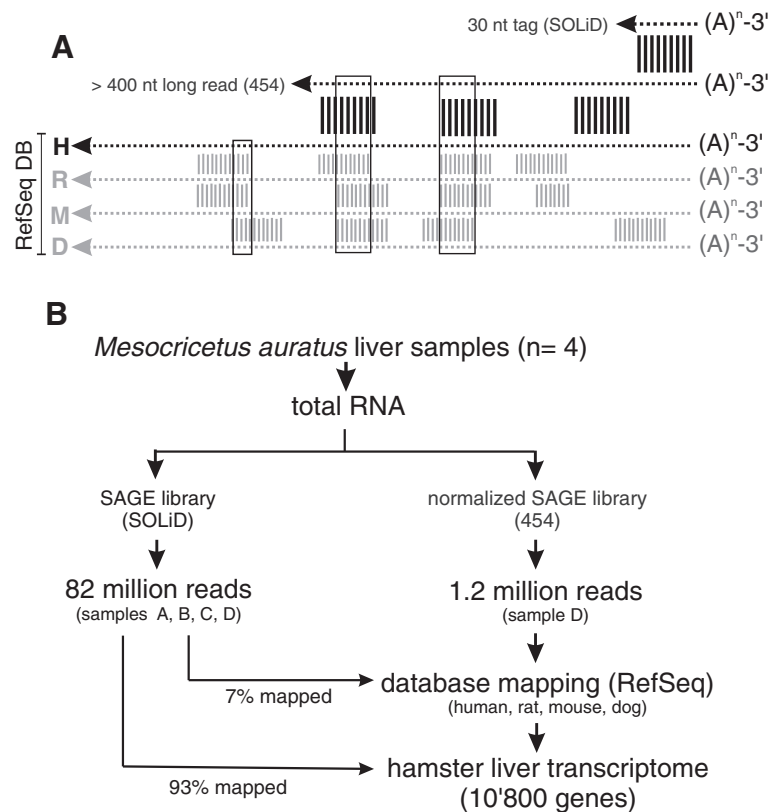 A
30 nt tag (SOLiD) (A)ⁿ-3'
> 400 nt long read (454) (A)ⁿ-3'
RefSeq DB
H (A)ⁿ-3'
R (A)ⁿ-3'
M (A)ⁿ-3'
D (A)ⁿ-3'
B
Mesocricetus auratus liver samples (n= 4)
total RNA
SAGE library
(SOLiD)
normalized SAGE library
(454)
82 million reads
(samples A, B, C, D)
1.2 million reads
(sample D)
7% mapped
database mapping (RefSeq)
(human, rat, mouse, dog)
93% mapped
hamster liver transcriptome
(10'800 genes)